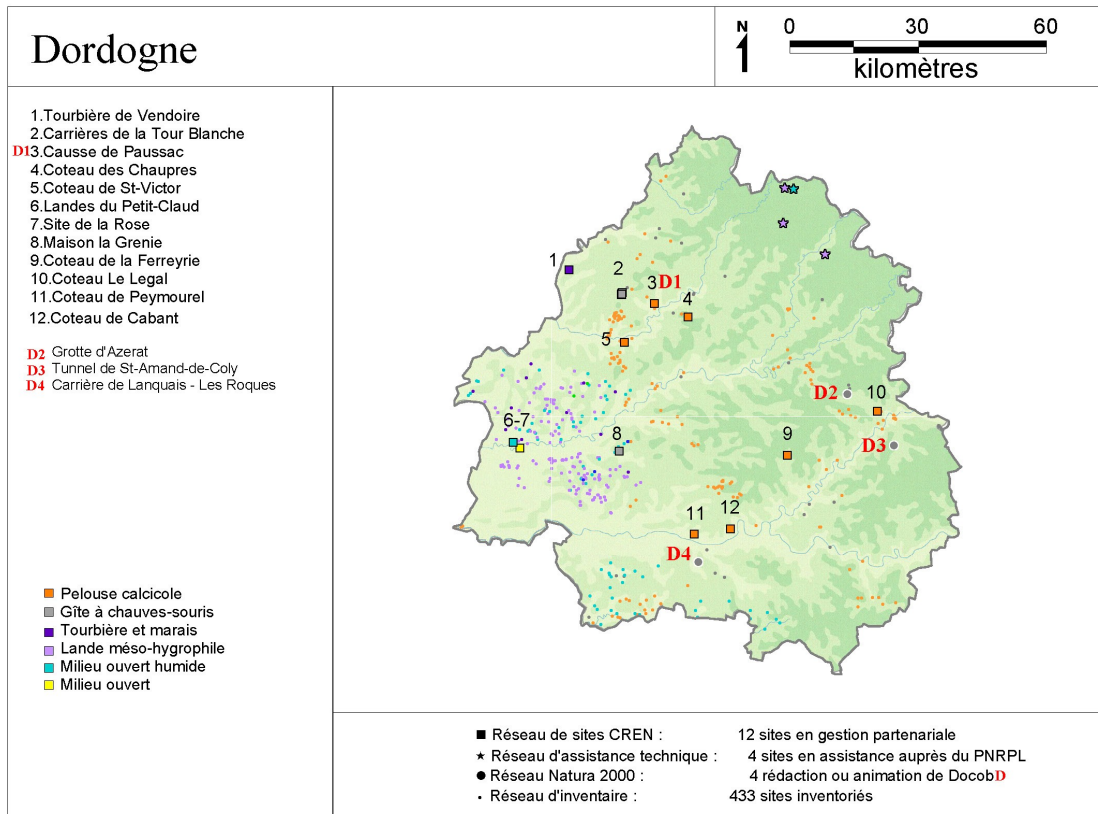 Dordogne
N
0 30 60
kilomètres
1.Tourbière de Vendoire
2.Carrières de la Tour Blanche
D1 3.Causse de Paussac
4.Coteau des Chaupres
5.Coteau de St-Victor
6.Landes du Petit-Claud
7.Site de la Rose
8.Maison la Grenie
9.Coteau de la Ferreyrie
10.Coteau Le Legal
11.Coteau de Peymourel
12.Coteau de Cabant
D2 Grotte d'Azerat
D3 Tunnel de St-Amand-de-Coly
D4 Carrière de Lanquais - Les Roques
1
2
3 D1
4
5
D2
10
6-7
8
9
D3
11
12
D4
Pelouse calcicole
Gîte à chauves-souris
Tourbière et marais
Lande méso-hygrophile
Milieu ouvert humide
Milieu ouvert
Réseau de sites CREN : 12 sites en gestion partenariale
Réseau d'assistance technique : 4 sites en assistance auprès du PNRPL
Réseau Natura 2000 : 4 rédaction ou animation de Docob D
Réseau d'inventaire : 433 sites inventoriés